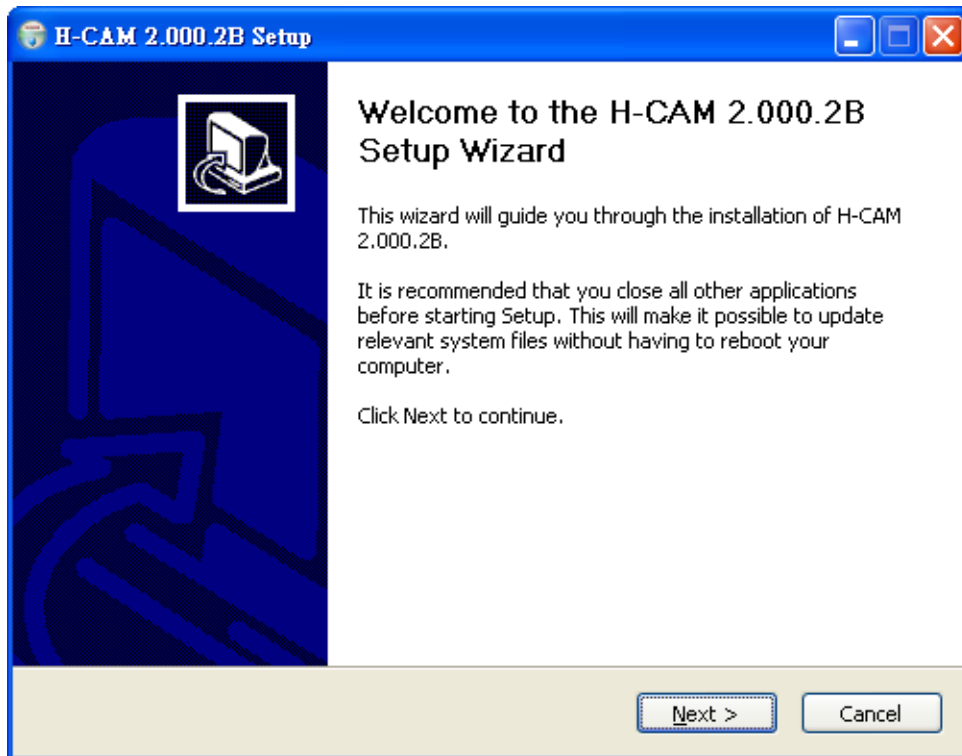 H-CAM 2.000.2B Setup
Welcome to the H-CAM 2.000.2B
Setup Wizard
This wizard will guide you through the installation of H-CAM
2.000.2B.
It is recommended that you close all other applications
before starting Setup. This will make it possible to update
relevant system files without having to reboot your
computer.
Click Next to continue.
Next >
Cancel